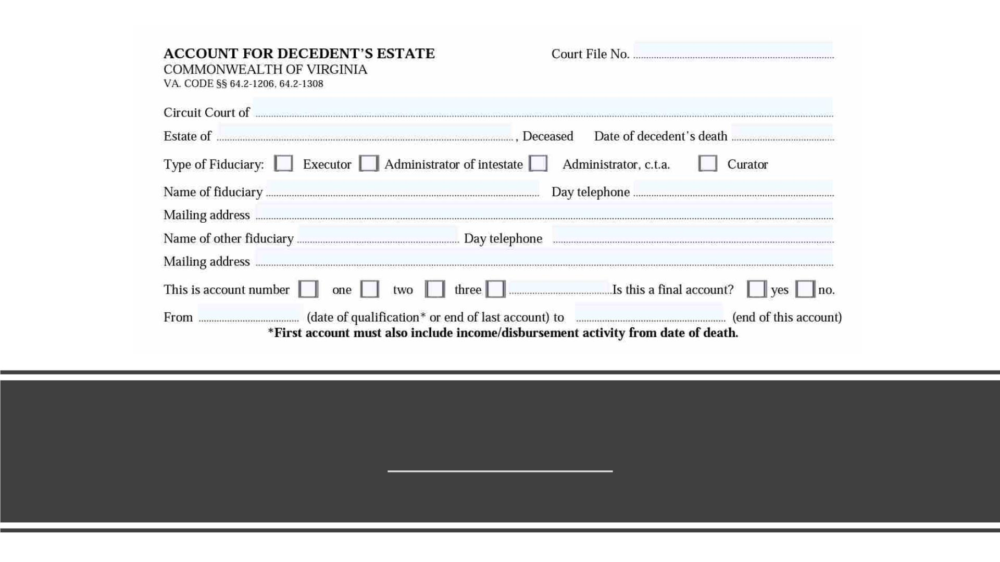 ACCOUNT FOR DECEDENT'S ESTATE Court File No. 
COMMONWEALTH OF VIRGINIA
VA. CODE §§ 64.2-1206, 64.2-1308
Circuit Court of
Estate of , Deceased Date of decedent's death
Type of Fiduciary: Executor Administrator of intestate Administrator, c.t.a. Curator
Name of fiduciary Day telephone
Mailing address
Name of other fiduciary Day telephone
Mailing address
This is account number one two three Is this a final account? yes no.
From (date of qualification* or end of last account) to (end of this account)
*First account must also include income/disbursement activity from date of death.